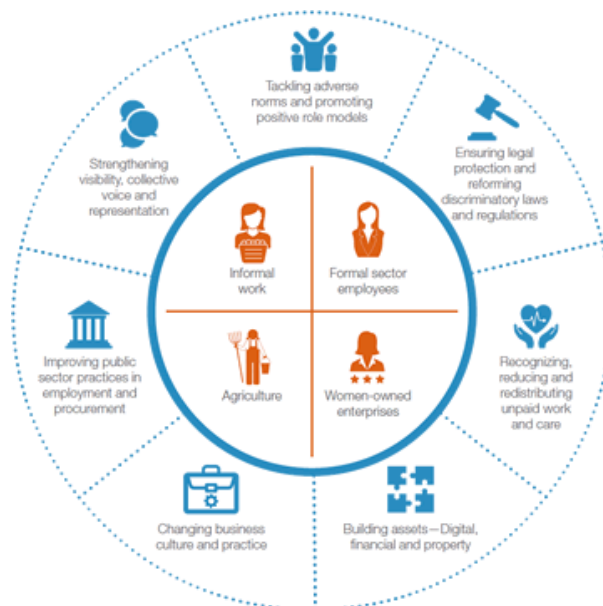 Tackling adverse
norms and promoting
positive role models
Ensuring legal
protection and
reforming
discriminatory laws
and regulations
Recognizing,
reducing and
redistributing
unpaid work
and care
Building assets—Digital,
financial and property
Changing business
culture and practice
Improving public
sector practices in
employment and
procurement
Strengthening
visibility, collective
voice and
representation
Informal
work
Formal sector
employees
Agriculture
Women-owned
enterprises